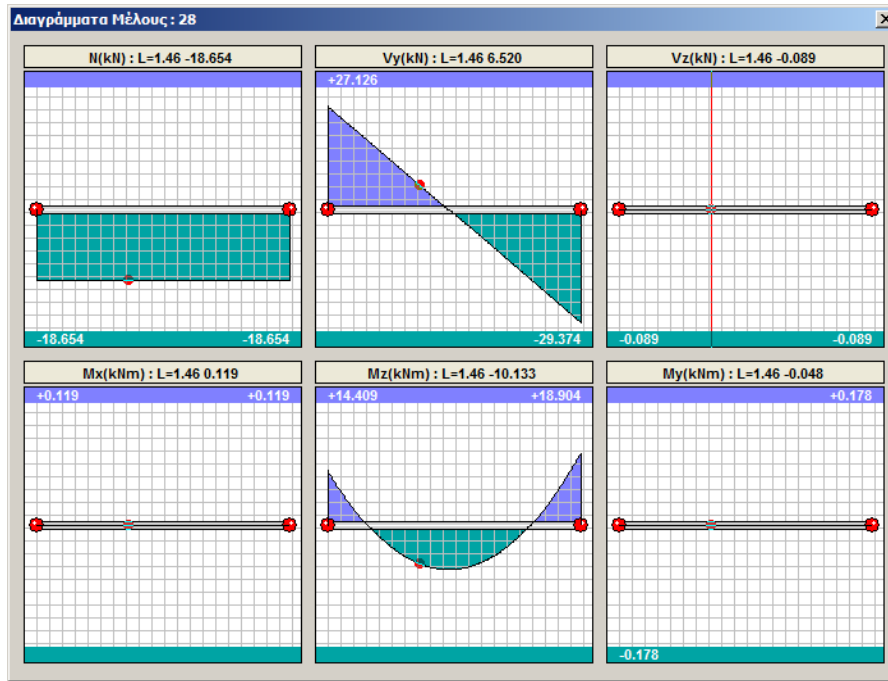 Διαγράμματα Μέλους : 28
N(kN) : L=1.46 -18.654
-18.654 -18.654
Vy(kN) : L=1.46 6.520
+27.126
-29.374
Vz(kN) : L=1.46 -0.089
-0.089 -0.089
Mx(kNm) : L=1.46 0.119
+0.119 +0.119
Mz(kNm) : L=1.46 -10.133
+14.409 +18.904
My(kNm) : L=1.46 -0.048
+0.178
-0.178